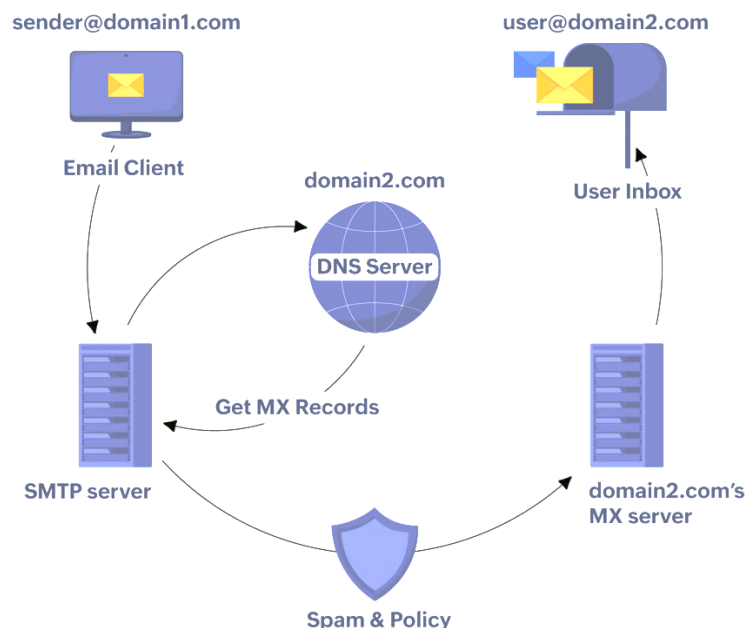 sender@domain1.com
user@domain2.com
Email Client
domain2.com
User Inbox
DNS Server
Get MX Records
SMTP server
domain2.com’s
MX server
Spam & Policy